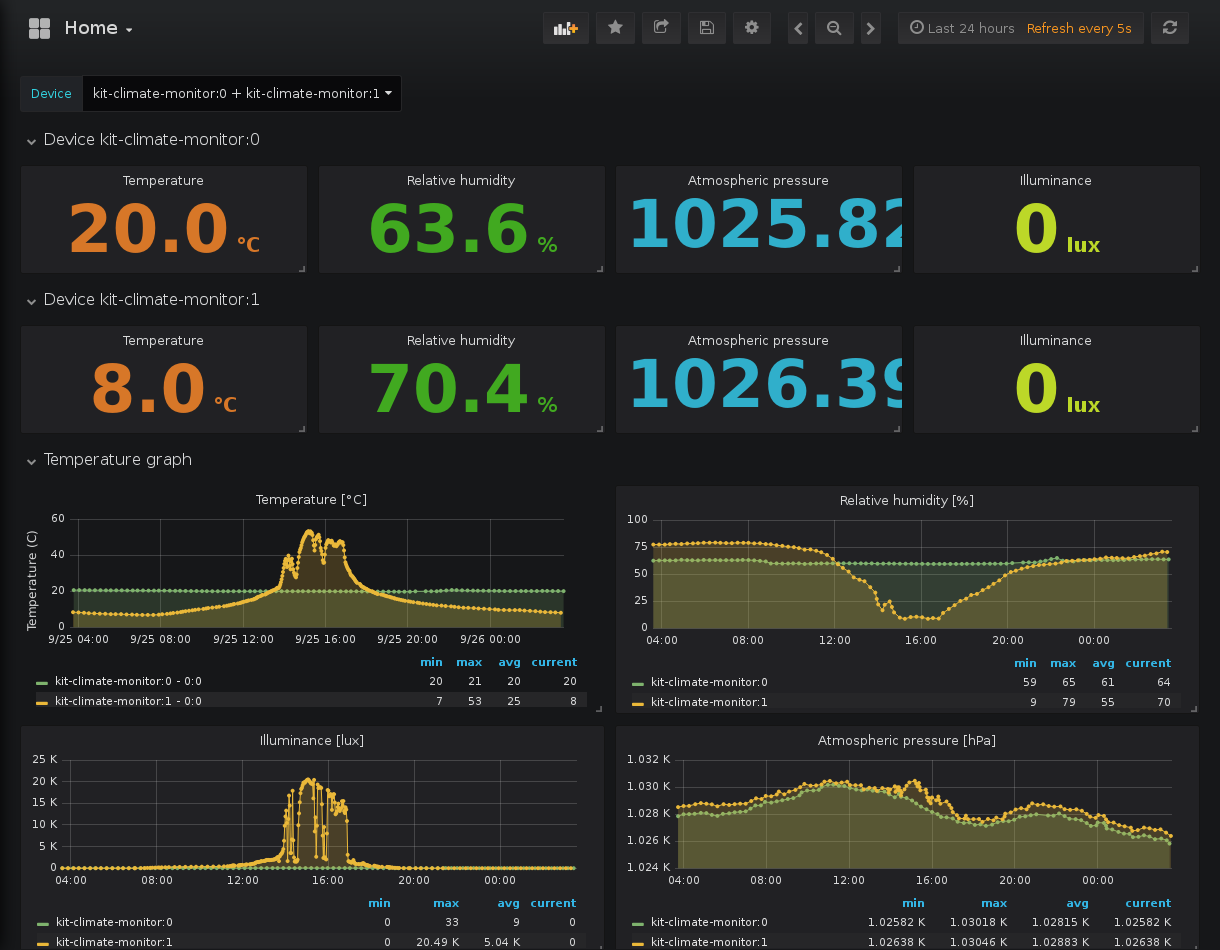 Home
Last 24 hours Refresh every 5s
Device kit-climate-monitor:0 + kit-climate-monitor:1
Device kit-climate-monitor:0
Temperature Relative humidity Atmospheric pressure Illuminance
20.0 °C 63.6 % 1025.82 0 lux
Device kit-climate-monitor:1
Temperature Relative humidity Atmospheric pressure Illuminance
8.0 °C 70.4 % 1026.39 0 lux
Temperature graph
Temperature [°C]
Temperature (C)
60
40
20
0
9/25 04:00 9/25 08:00 9/25 12:00 9/25 16:00 9/25 20:00 9/26 00:00
min max avg current
kit-climate-monitor:0 - 0:0 20 21 20 20
kit-climate-monitor:1 - 0:0 7 53 25 8
Relative humidity [%]
100
75
50
25
0
04:00 08:00 12:00 16:00 20:00 00:00
min max avg current
kit-climate-monitor:0 59 65 61 64
kit-climate-monitor:1 9 79 55 70
Illuminance [lux]
25 K
20 K
15 K
10 K
5 K
0
04:00 08:00 12:00 16:00 20:00 00:00
min max avg current
kit-climate-monitor:0 0 33 9 0
kit-climate-monitor:1 0 20.49 K 5.04 K 0
Atmospheric pressure [hPa]
1.032 K
1.030 K
1.028 K
1.026 K
1.024 K
04:00 08:00 12:00 16:00 20:00 00:00
min max avg current
kit-climate-monitor:0 1.02582 K 1.03018 K 1.02815 K 1.02582 K
kit-climate-monitor:1 1.02638 K 1.03046 K 1.02883 K 1.02638 K